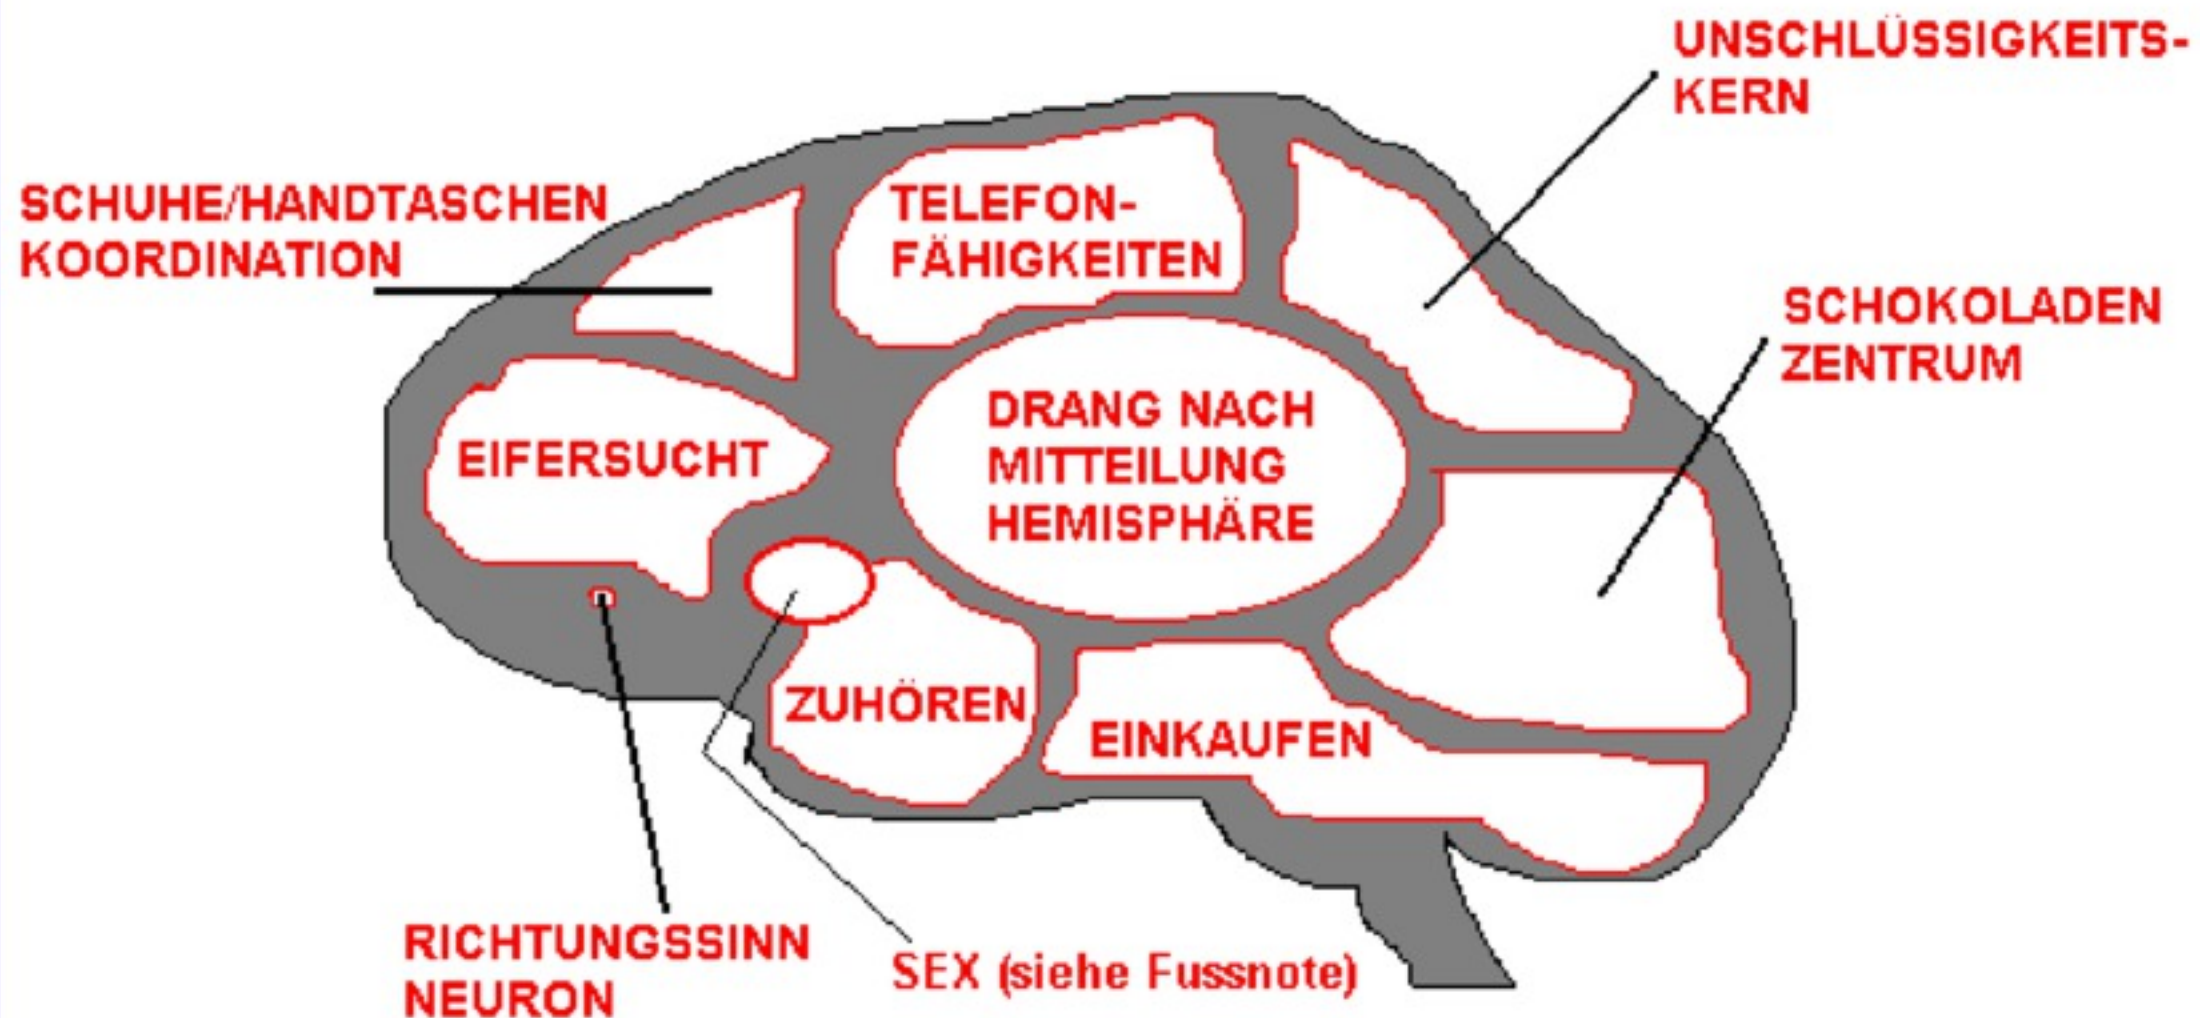 UNSCHLÜSSIGKEITS-
KERN
SCHUHE/HANDTASCHEN
KOORDINATION
TELEFON-
FÄHIGKEITEN
SCHOKOLADEN
ZENTRUM
EIFERSUCHT
DRANG NACH
MITTEILUNG
HEMISPHÄRE
ZUHÖREN
EINKAUFEN
RICHTUNGSSINN
NEURON
SEX (siehe Fussnote)